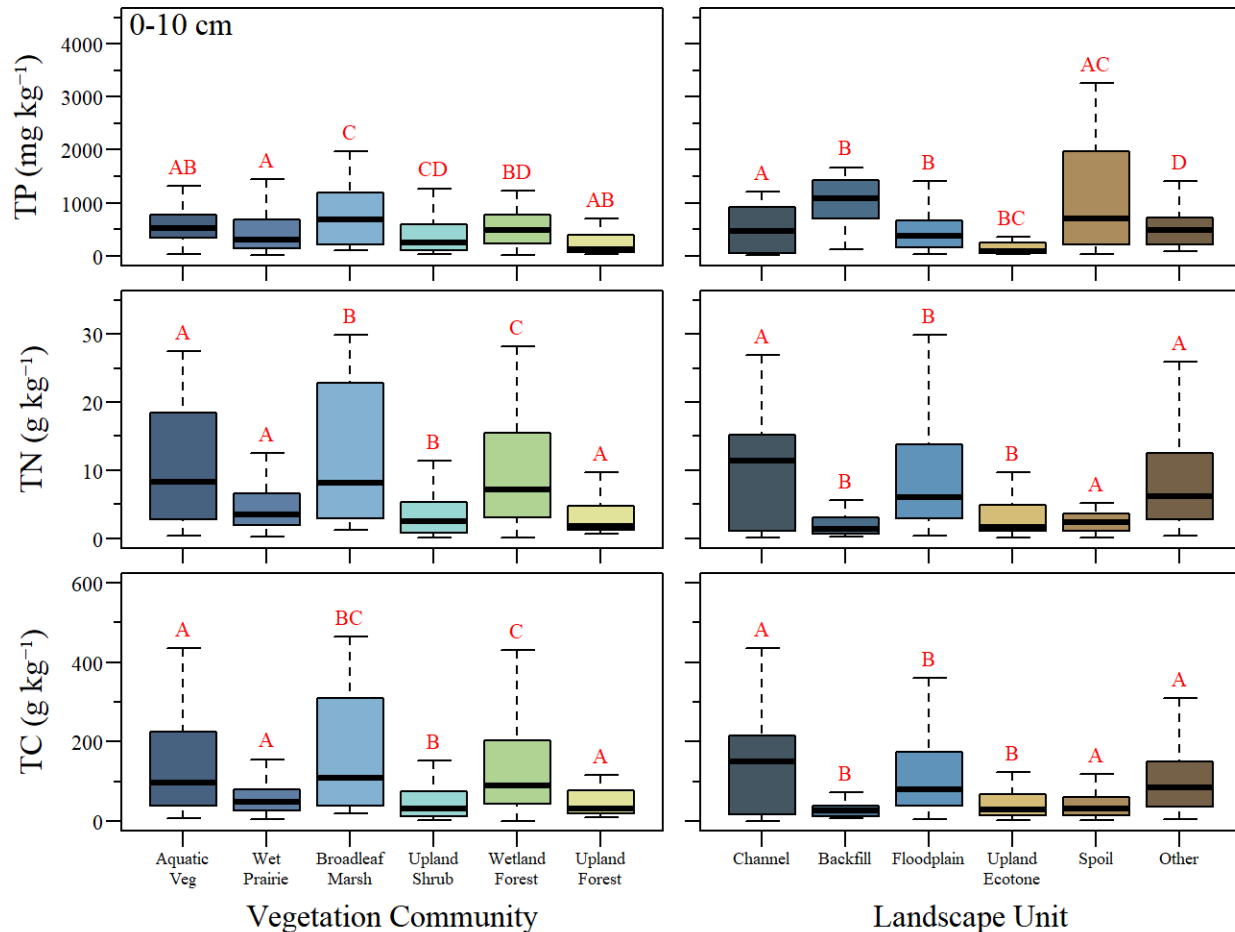 0-10 cm
TP (mg kg⁻¹)
4000
3000
2000
1000
0
AB
A
C
CD
BD
AB
A
B
B
BC
AC
D
TN (g kg⁻¹)
30
20
10
0
A
A
B
B
C
A
A
B
B
B
A
A
TC (g kg⁻¹)
600
400
200
0
A
A
BC
B
C
A
A
B
B
B
A
A
Aquatic
Veg
Wet
Prairie
Broadleaf
Marsh
Upland
Shrub
Wetland
Forest
Upland
Forest
Channel
Backfill
Floodplain
Upland
Ecotone
Spoil
Other
Vegetation Community
Landscape Unit